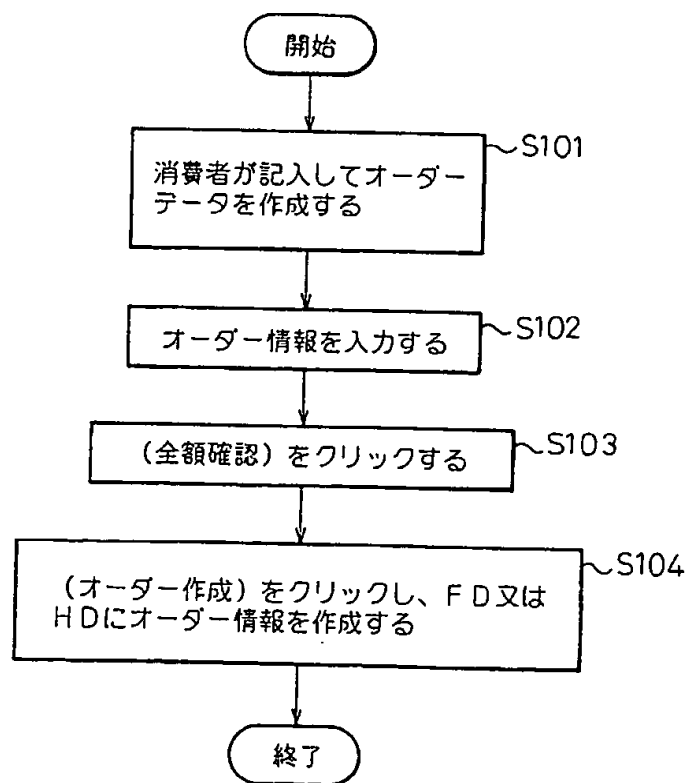 開始
S101
消費者が記入してオーダー
データを作成する
S102
オーダー情報を入力する
S103
(全額確認)をクリックする
S104
(オーダー作成)をクリックし、FD又は
HDにオーダー情報を作成する
終了